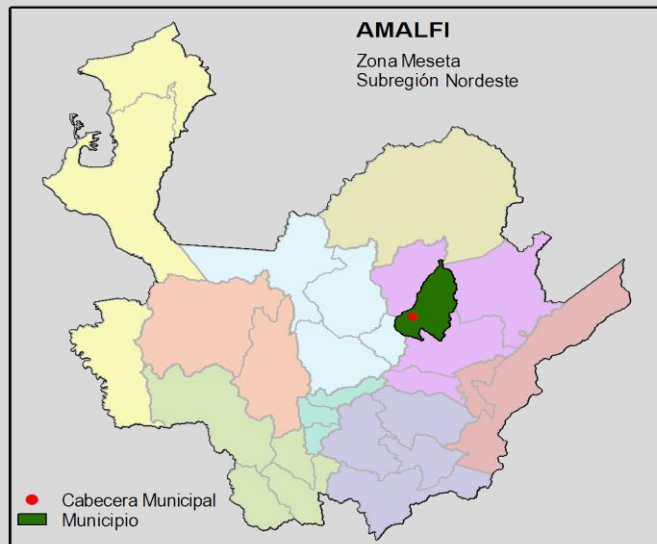 AMALFI
Zona Meseta
Subregión Nordeste
Cabecera Municipal
Municipio